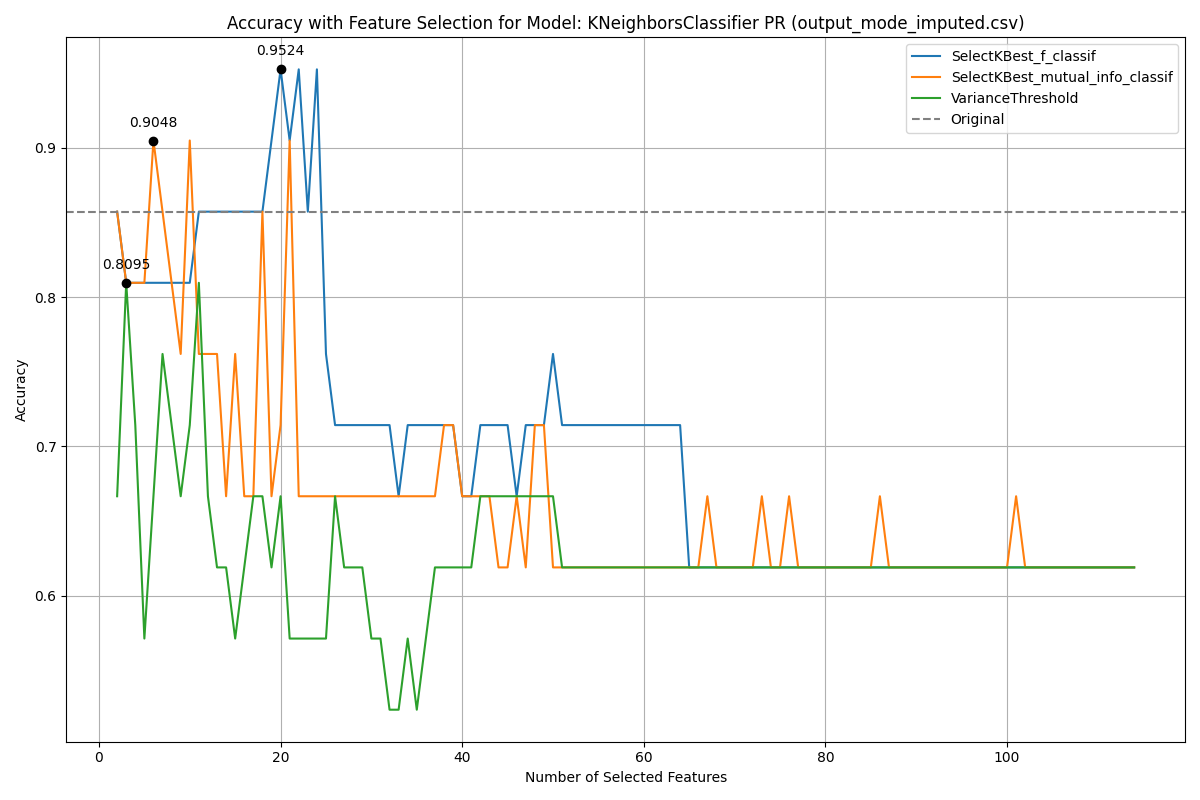 Accuracy with Feature Selection for Model: KNeighborsClassifier PR (output_mode_imputed.csv)
0.9524
0.9048
0.8095
SelectKBest_f_classif
SelectKBest_mutual_info_classif
VarianceThreshold
Original
Accuracy
0.9
0.8
0.7
0.6
0 20 40 60 80 100
Number of Selected Features